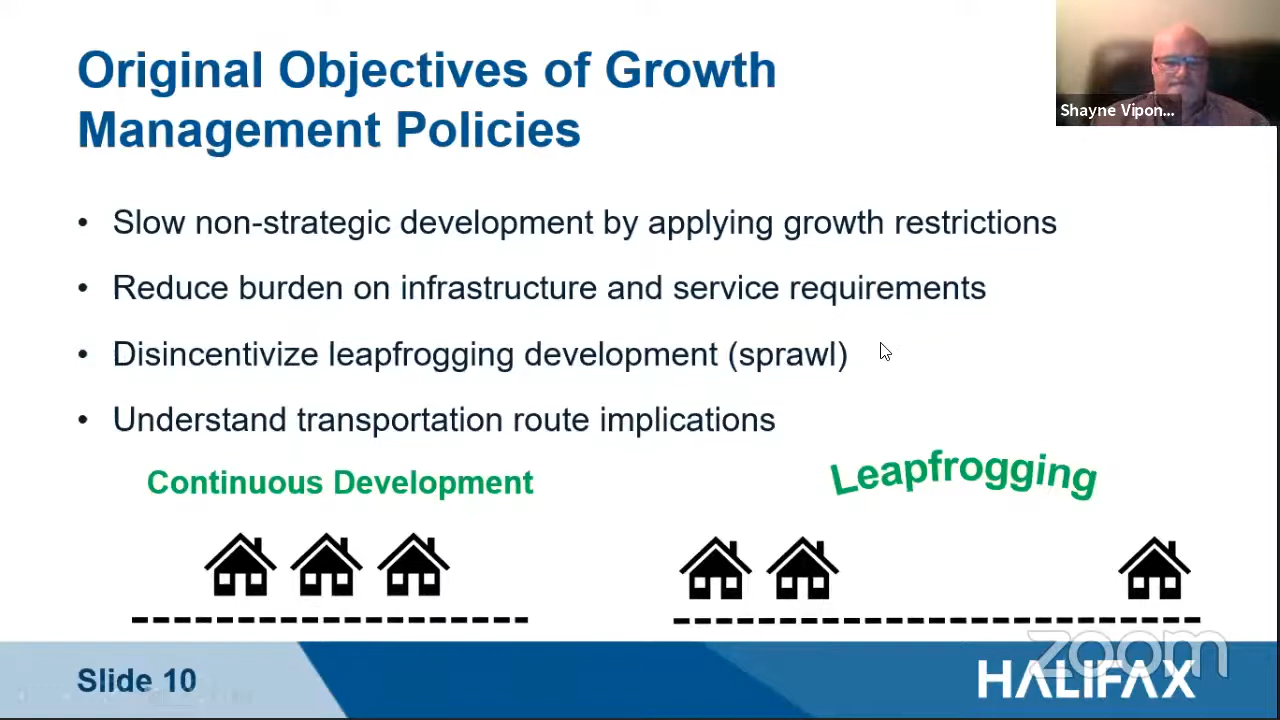 Original Objectives of Growth
Management Policies
Shayne Vipon...
• Slow non-strategic development by applying growth restrictions
• Reduce burden on infrastructure and service requirements
• Disincentivize leapfrogging development (sprawl)
• Understand transportation route implications
Continuous Development
Leapfrogging
Slide 10
zoom
HALIFAX